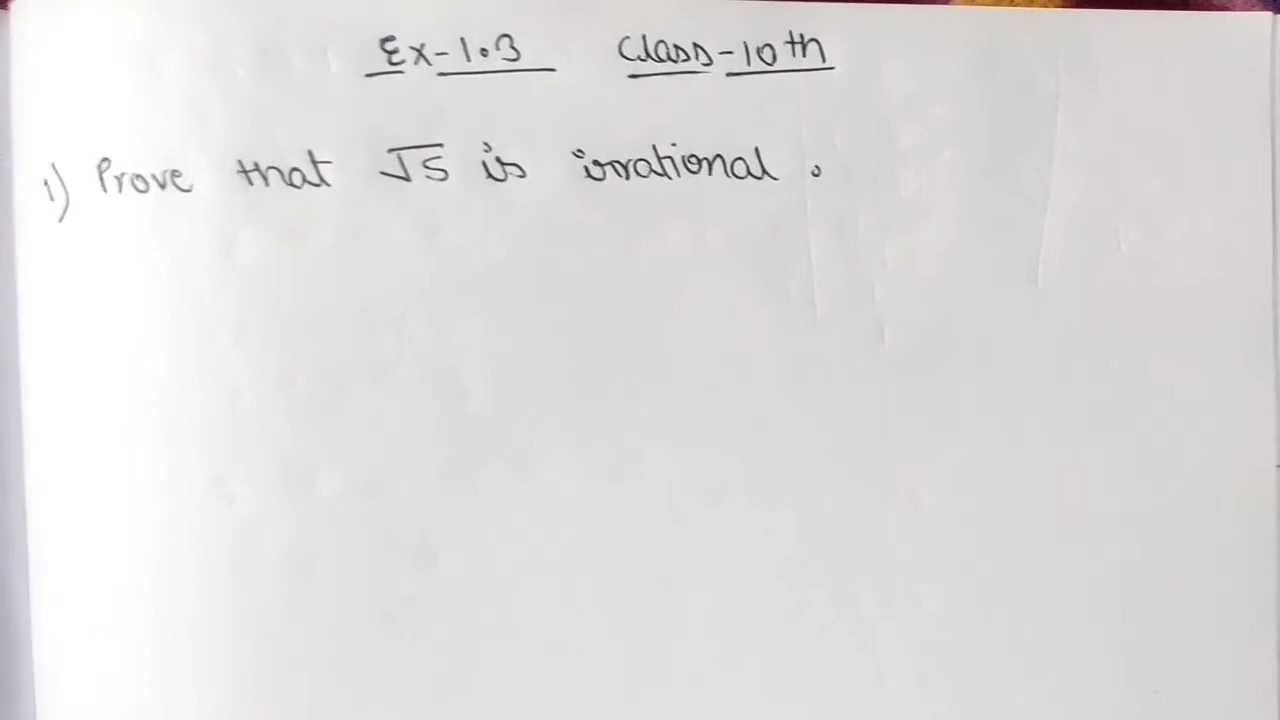 Ex-1.3 Class-10th
1) Prove that √5 is irrational.